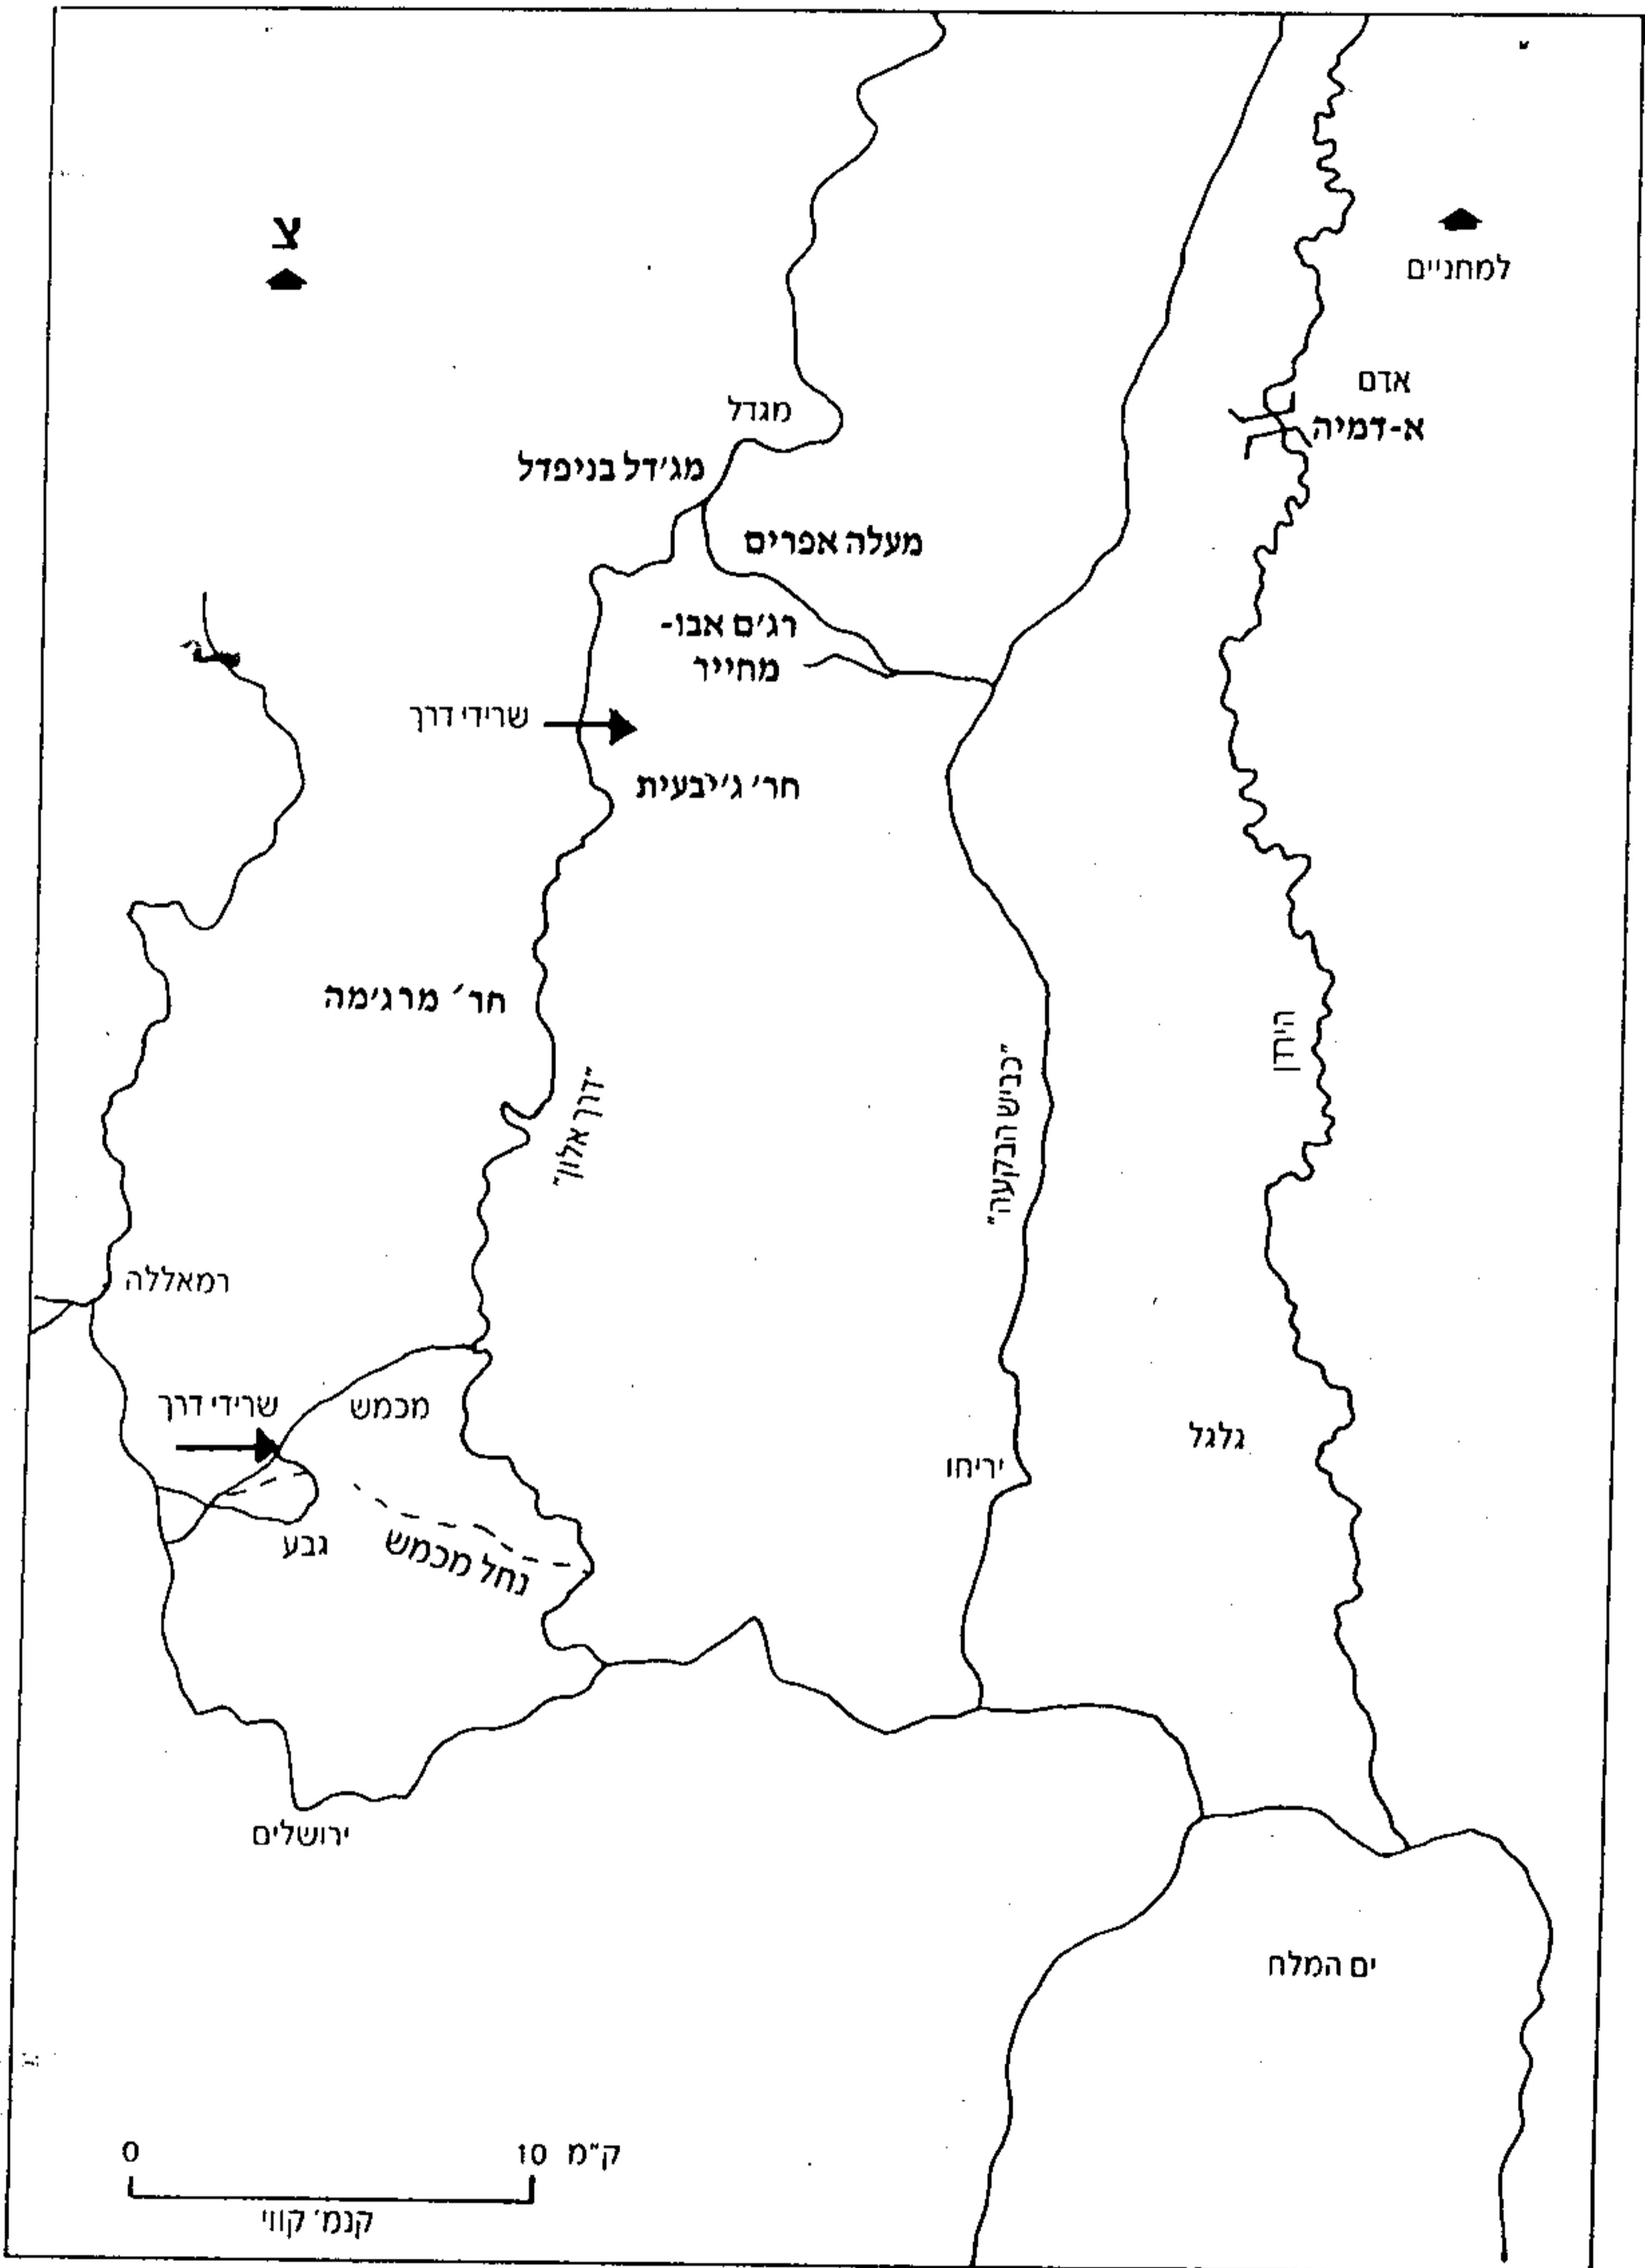 צ
למחניים
אדם
א-דמיה
מגדל
מג'דל בניפדל
מעלה אפרים
רג'ם אבו-
מחייר
שרידי דרך
חר' ג'יבעית
חר' מרג'מה
"דרך אלון"
"כביש הבקעה"
הירדן
רמאללה
שרידי דרך
מכמש
גלגל
יריחו
גבע
נחל מכמש
ירושלים
ים המלח
0 10 ק"מ
קנמ' קווי